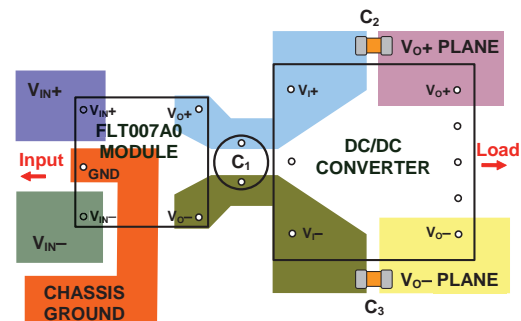 C2
VO+ PLANE
VIN+
VIN+
VO+
VI+
VO+
FLT007A0
MODULE
DC/DC
CONVERTER
C1
Input
Load
GND
VIN–
VIN–
VO–
VI–
VO–
VO– PLANE
CHASSIS
GROUND
C3